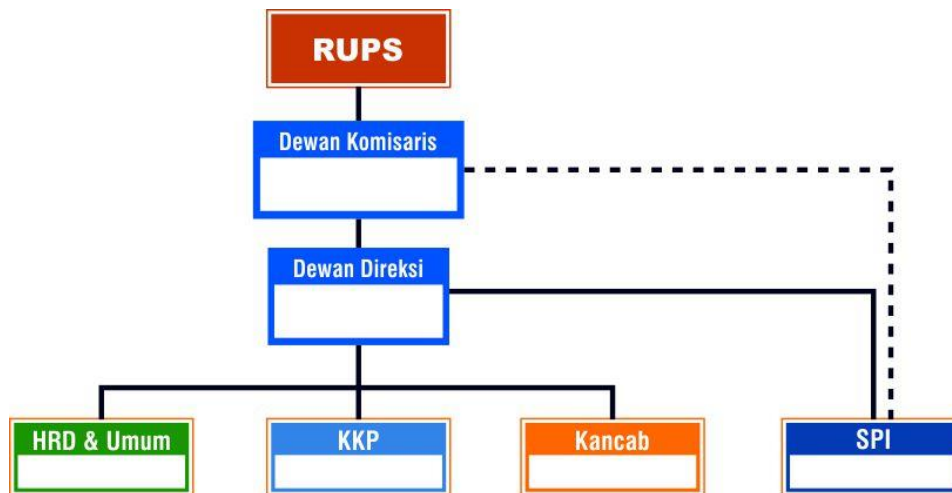 RUPS
Dewan Komisaris
Dewan Direksi
HRD & Umum
KKP
Kancab
SPI